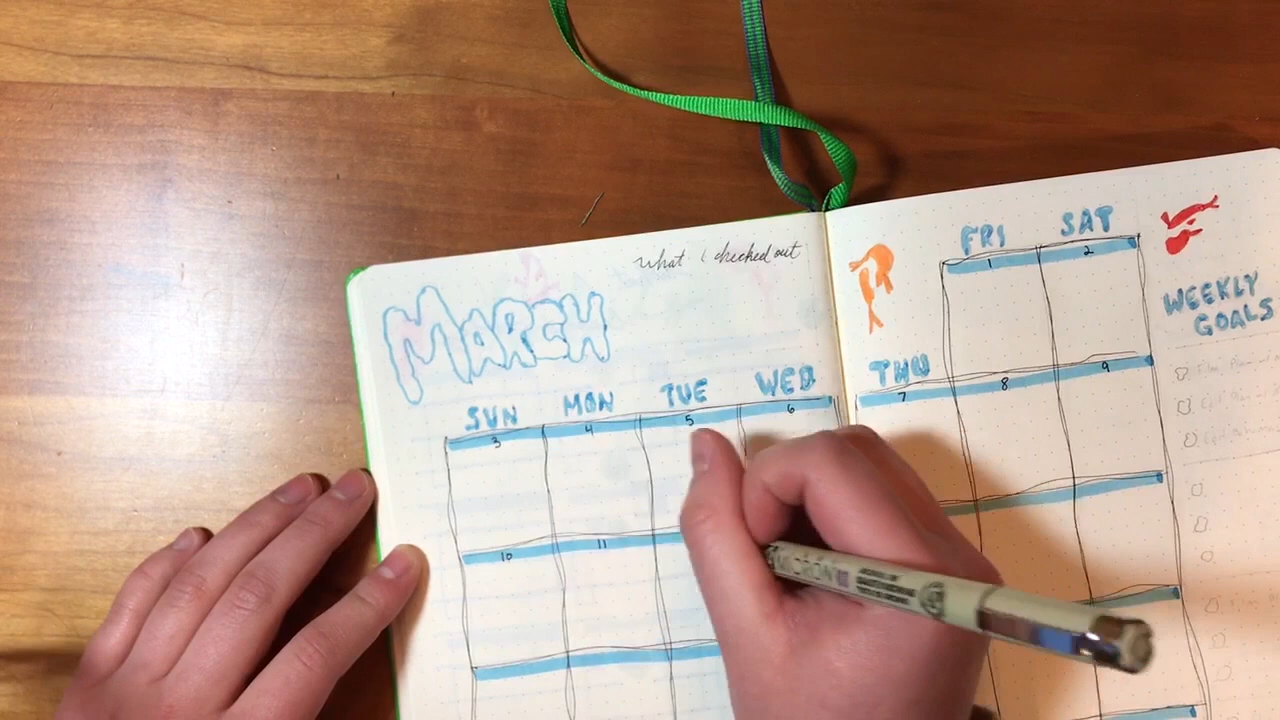 what I checked out
MARCH
SUN MON TUE WED
3 4 5 6
10 11
FRI SAT
1 2
THU
7 8 9
WEEKLY
GOALS
MICRON